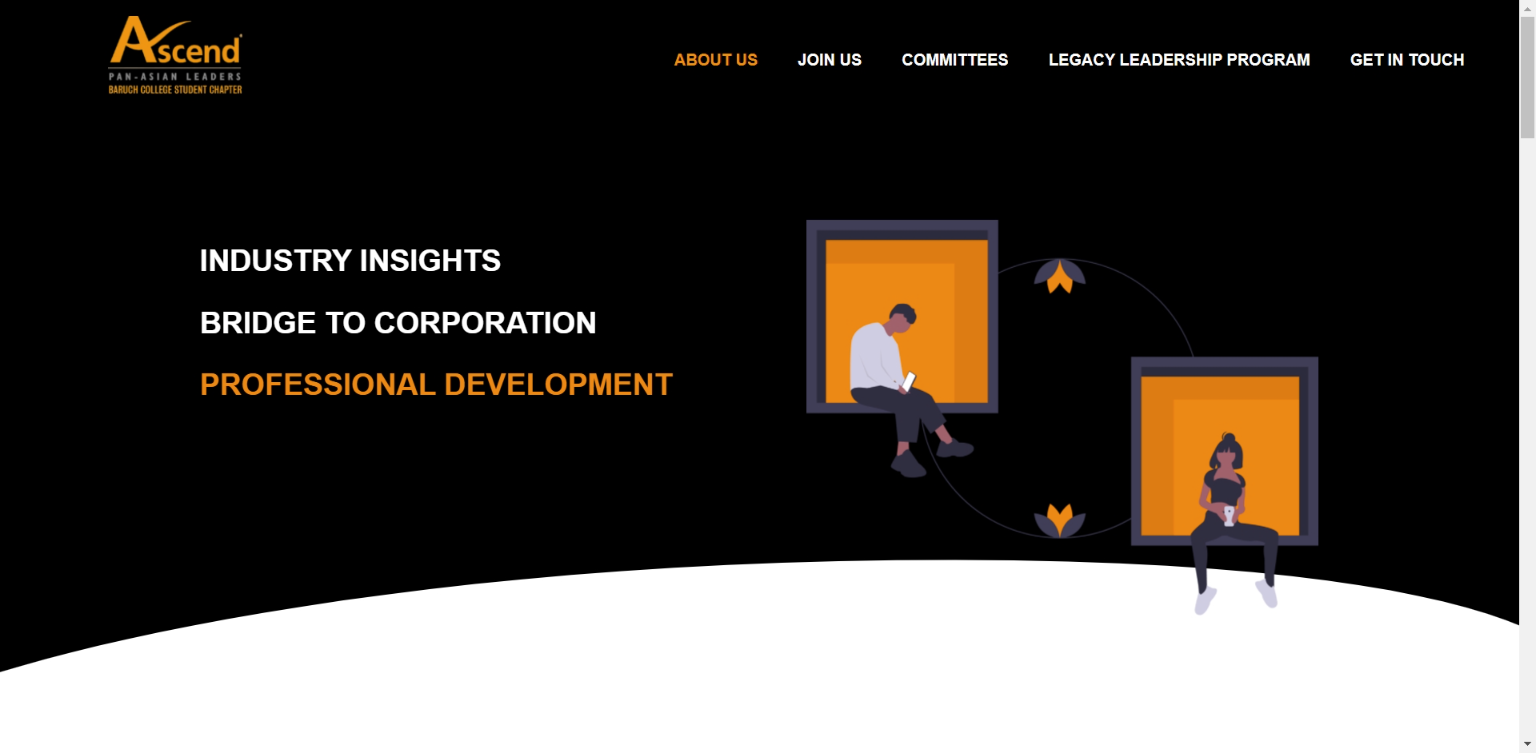 Ascend
PAN-ASIAN LEADERS
BARUCH COLLEGE STUDENT CHAPTER
ABOUT US
JOIN US
COMMITTEES
LEGACY LEADERSHIP PROGRAM
GET IN TOUCH
INDUSTRY INSIGHTS
BRIDGE TO CORPORATION
PROFESSIONAL DEVELOPMENT